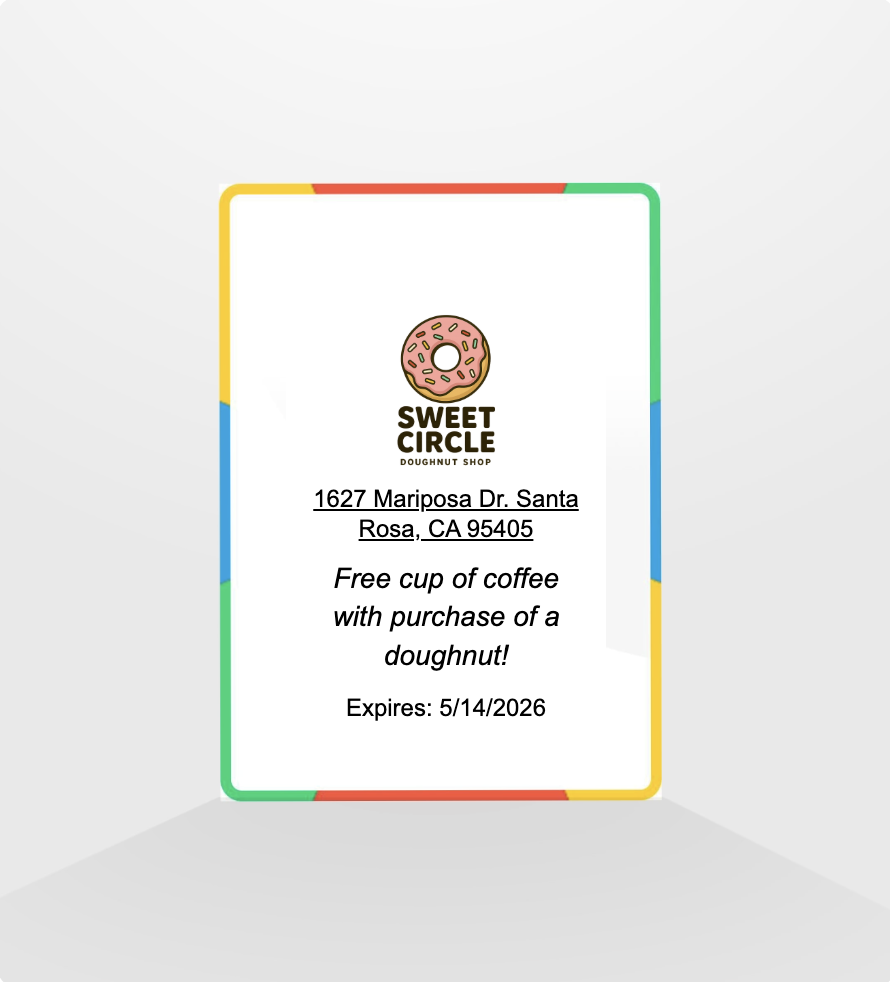 SWEET
CIRCLE
DOUGHNUT SHOP
1627 Mariposa Dr. Santa
Rosa, CA 95405
Free cup of coffee
with purchase of a
doughnut!
Expires: 5/14/2026